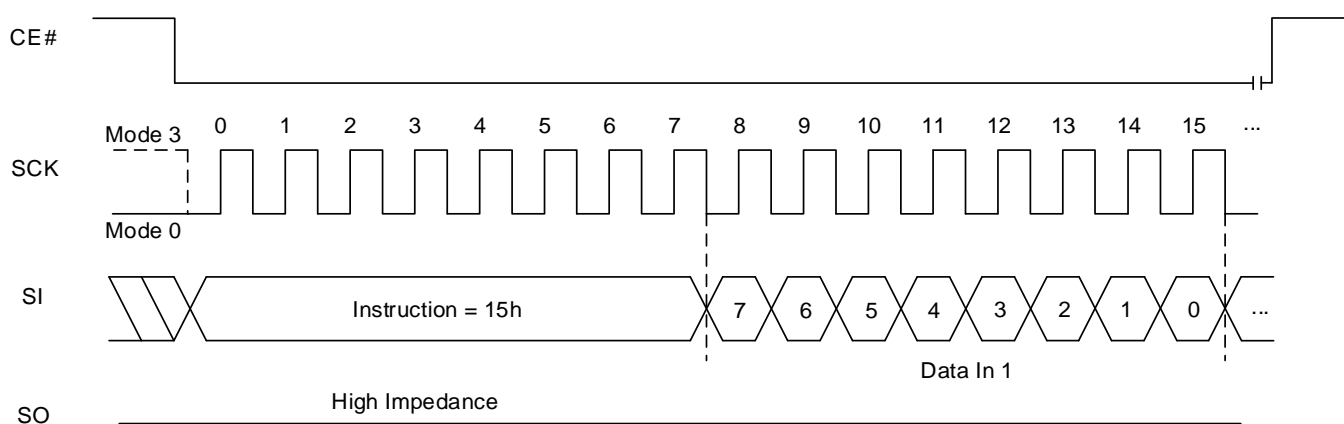 CE#
Mode 3
0 1 2 3 4 5 6 7 8 9 10 11 12 13 14 15 ...
SCK
Mode 0
SI
Instruction = 15h
7 6 5 4 3 2 1 0 ...
Data In 1
High Impedance
SO